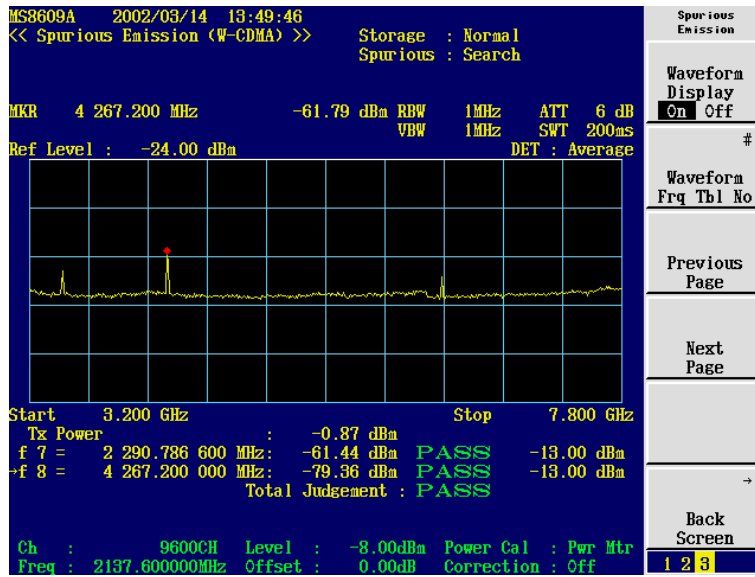 MS8609A 2002/03/14 13:49:46
<< Spurious Emission (W-CDMA) >> Storage : Normal
Spurious : Search
MKR 4 267.200 MHz -61.79 dBm RBW 1MHz ATT 6 dB
VBW 1MHz SWT 200ms
Ref Level : -24.00 dBm DET : Average
Start 3.200 GHz Stop 7.800 GHz
Tx Power : -0.87 dBm
f 7 = 2 290.786 600 MHz: -61.44 dBm PASS -13.00 dBm
→f 8 = 4 267.200 000 MHz: -79.36 dBm PASS -13.00 dBm
Total Judgement : PASS
Ch : 9600CH Level : -8.00dBm Power Cal : Pwr Mtr
Freq : 2137.600000MHz Offset : 0.00dB Correction : Off
Spurious
Emission
Waveform
Display
On Off
#
Waveform
Frq Tbl No
Previous
Page
Next
Page
→
Back
Screen
1 2 3